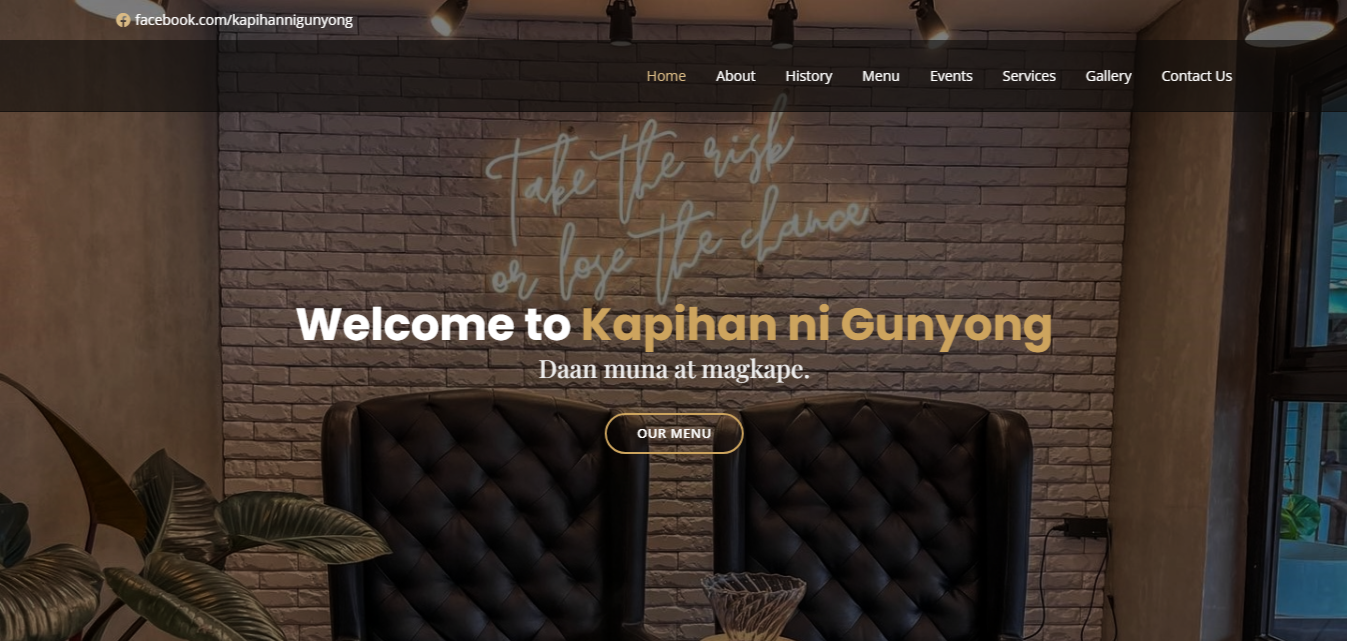 facebook.com/kapihannigunyong
Home About History Menu Events Services Gallery Contact Us
Take the risk
or lose the chance
Welcome to Kapihan ni Gunyong
Daan muna at magkape.
OUR MENU